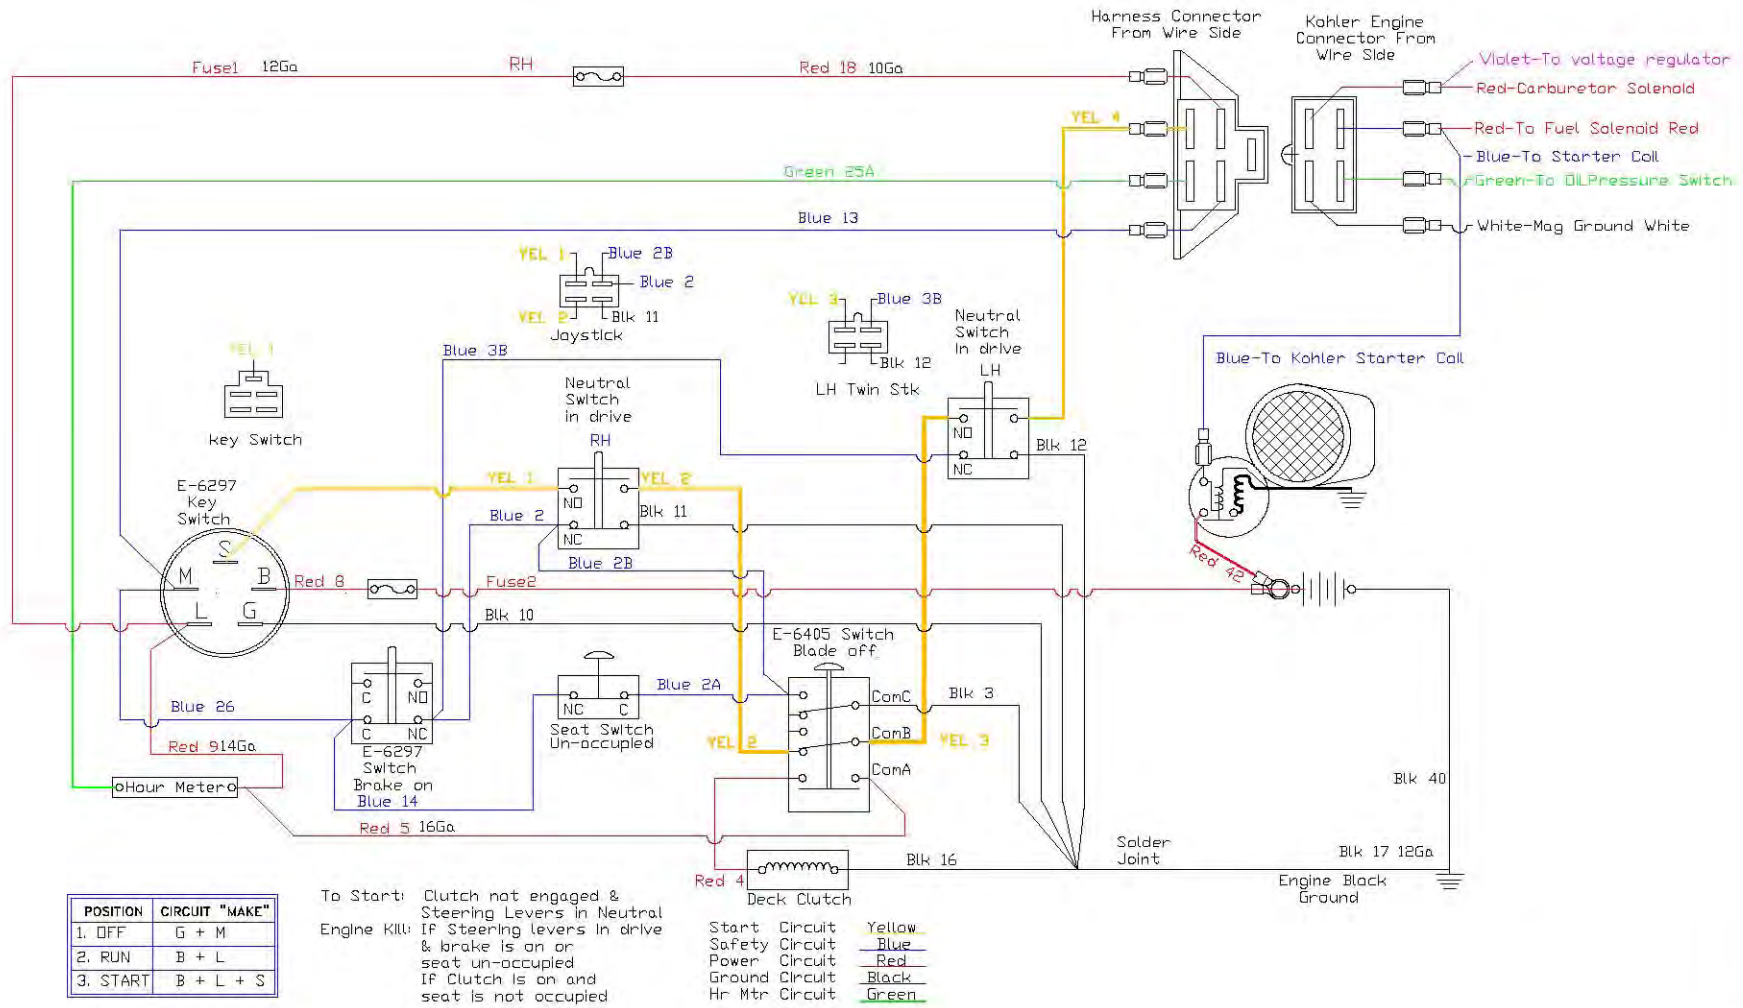 Harness Connector
From Wire Side
Kohler Engine
Connector From
Wire Side
Fuse1 12Ga
RH
Red 18 10Ga
Violet-To voltage regulator
Red-Carburetor Solenoid
YEL 4
Red-To Fuel Solenoid Red
Blue-To Starter Coil
Green 25A
Green-To OILPressure Switch
Blue 13
White-Mag Ground White
YEL 1
Blue 2B
Blue 2
YEL 2
Blk 11
Joystick
YEL 3
Blue 3B
Blk 12
LH Twin Stk
Neutral
Switch
in drive
LH
NO
NC
Blk 12
Blue-To Kohler Starter Coil
YEL 1
key Switch
Blue 3B
Neutral
Switch
in drive
RH
YEL 1
YEL 2
NO
Blue 2
Blk 11
NC
Blue 2B
E-6297
Key
Switch
S
M
B
L
G
Red 8
Fuse2
Red 42
Blk 10
E-6405 Switch
Blade off
C
NO
C
NC
Blue 26
E-6297
Switch
Brake on
NC
C
Seat Switch
Un-occupied
Blue 2A
ComC
Blk 3
YEL 2
ComB
YEL 3
ComA
Red 914Ga
Hour Meter
Blue 14
Red 5 16Ga
Blk 40
Solder
Joint
Blk 16
Blk 17 12Ga
Red 4
Deck Clutch
Engine Block
Ground
POSITION CIRCUIT "MAKE"
1. OFF G + M
2. RUN B + L
3. START B + L + S
To Start: Clutch not engaged &
Steering Levers in Neutral
Engine Kill: If Steering levers in drive
& brake is on or
seat un-occupied
If Clutch is on and
seat is not occupied
Start Circuit Yellow
Safety Circuit Blue
Power Circuit Red
Ground Circuit Black
Hr Mtr Circuit Green